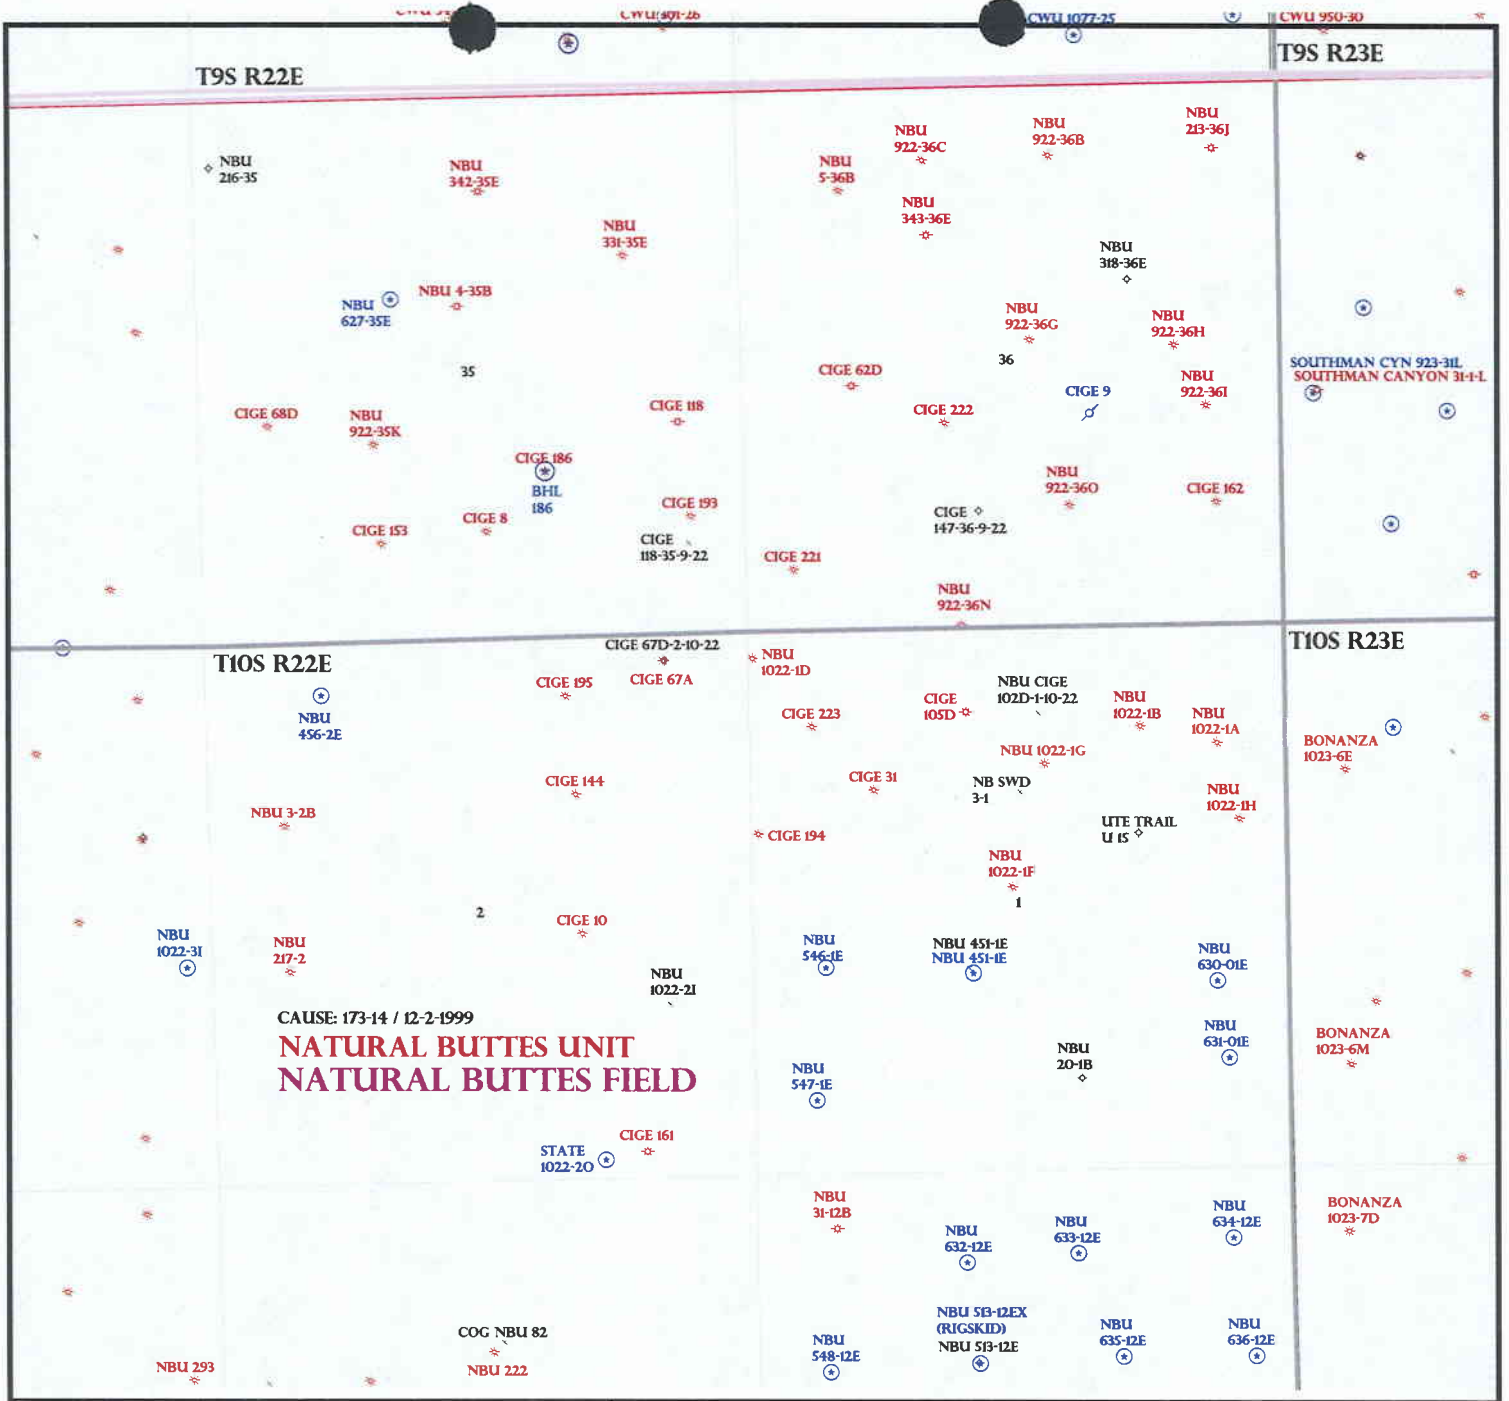 CWU 1077-25
CWU 950-30
T9S R22E
T9S R23E
NBU
216-35
NBU
342-35E
NBU
331-35E
NBU
5-36B
NBU
922-36C
NBU
922-36B
NBU
213-36J
NBU
343-36E
NBU
318-36E
NBU
627-35E
NBU 4-35B
NBU
922-36G
NBU
922-36H
35
36
CIGE 62D
CIGE 9
NBU
922-36I
SOUTHMAN CYN 923-31L
SOUTHMAN CANYON 31-1-L
CIGE 68D
NBU
922-35K
CIGE 118
CIGE 222
CIGE 186
BHL
186
CIGE 193
NBU
922-36O
CIGE 162
CIGE 153
CIGE 8
CIGE
118-35-9-22
CIGE
147-36-9-22
CIGE 221
NBU
922-36N
T10S R22E
T10S R23E
CIGE 67D-2-10-22
CIGE 67A
NBU
1022-1D
CIGE 195
NBU
456-2E
CIGE 223
CIGE
105D
NBU CIGE
102D-1-10-22
NBU
1022-1B
NBU
1022-1A
BONANZA
1023-6E
NBU 1022-1G
CIGE 144
CIGE 31
NB SWD
3-1
NBU
1022-1H
NBU 3-2B
CIGE 194
UTE TRAIL
U 15
NBU
1022-1F
1
2
CIGE 10
NBU
1022-3I
NBU
217-2
NBU
546-1E
NBU 451-1E
NBU 451-1E
NBU
630-01E
NBU
1022-2I
CAUSE: 173-14 / 12-2-1999
NATURAL BUTTES UNIT
NATURAL BUTTES FIELD
NBU
631-01E
BONANZA
1023-6M
NBU
20-1B
NBU
547-1E
STATE
1022-2O
CIGE 161
NBU
31-12B
NBU
632-12E
NBU
633-12E
NBU
634-12E
BONANZA
1023-7D
COG NBU 82
NBU 222
NBU 293
NBU
548-12E
NBU 513-12EX
(RIGSKID)
NBU 513-12E
NBU
635-12E
NBU
636-12E